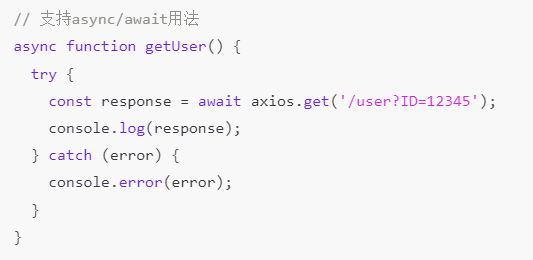 // 支持async/await用法
async function getUser() {
  try {
    const response = await axios.get('/user?ID=12345');
    console.log(response);
  } catch (error) {
    console.error(error);
  }
}